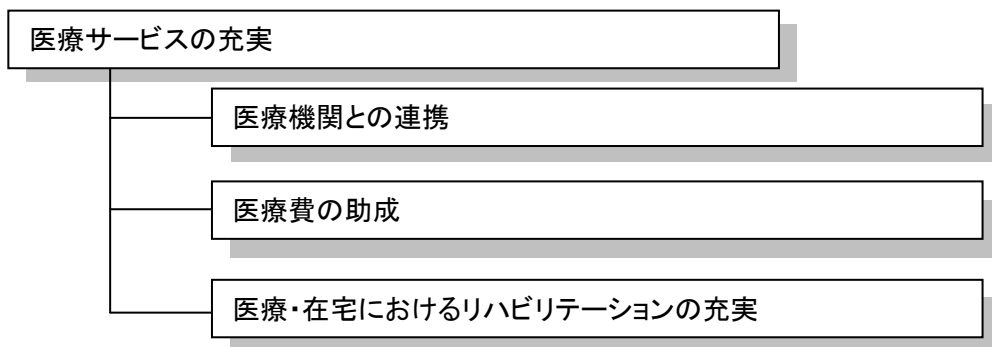 医療サービスの充実
医療機関との連携
医療費の助成
医療・在宅におけるリハビリテーションの充実